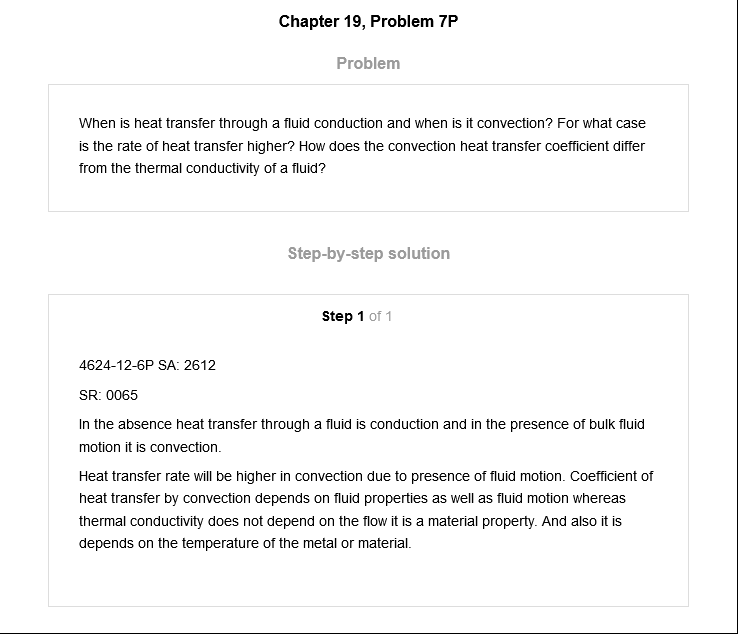 Chapter 19, Problem 7P
Problem
When is heat transfer through a fluid conduction and when is it convection? For what case
is the rate of heat transfer higher? How does the convection heat transfer coefficient differ
from the thermal conductivity of a fluid?
Step-by-step solution
Step 1 of 1
4624-12-6P SA: 2612
SR: 0065
In the absence heat transfer through a fluid is conduction and in the presence of bulk fluid
motion it is convection.
Heat transfer rate will be higher in convection due to presence of fluid motion. Coefficient of
heat transfer by convection depends on fluid properties as well as fluid motion whereas
thermal conductivity does not depend on the flow it is a material property. And also it is
depends on the temperature of the metal or material.